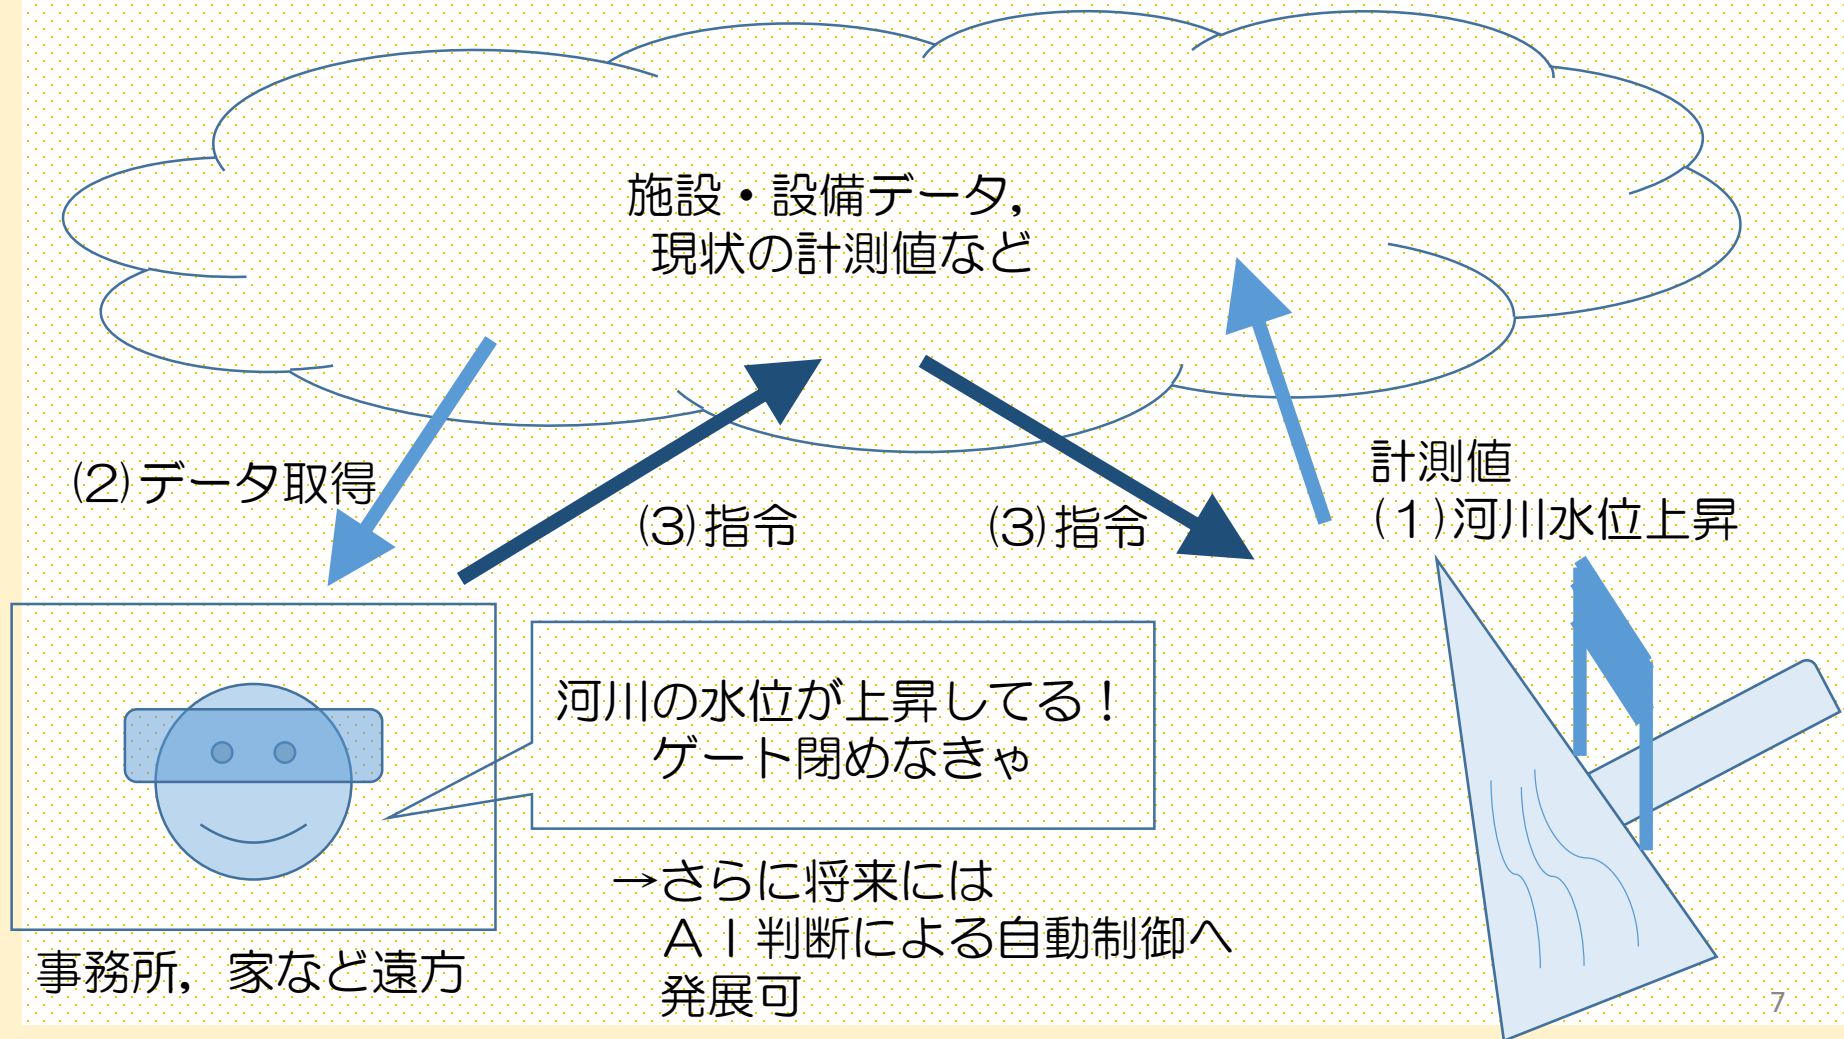 施設・設備データ,
現状の計測値など
(2)データ取得
(3)指令
(3)指令
計測値
(1)河川水位上昇
河川の水位が上昇してる！
ゲート閉めなきゃ
→さらに将来には
ＡＩ判断による自動制御へ
発展可
事務所, 家など遠方
7